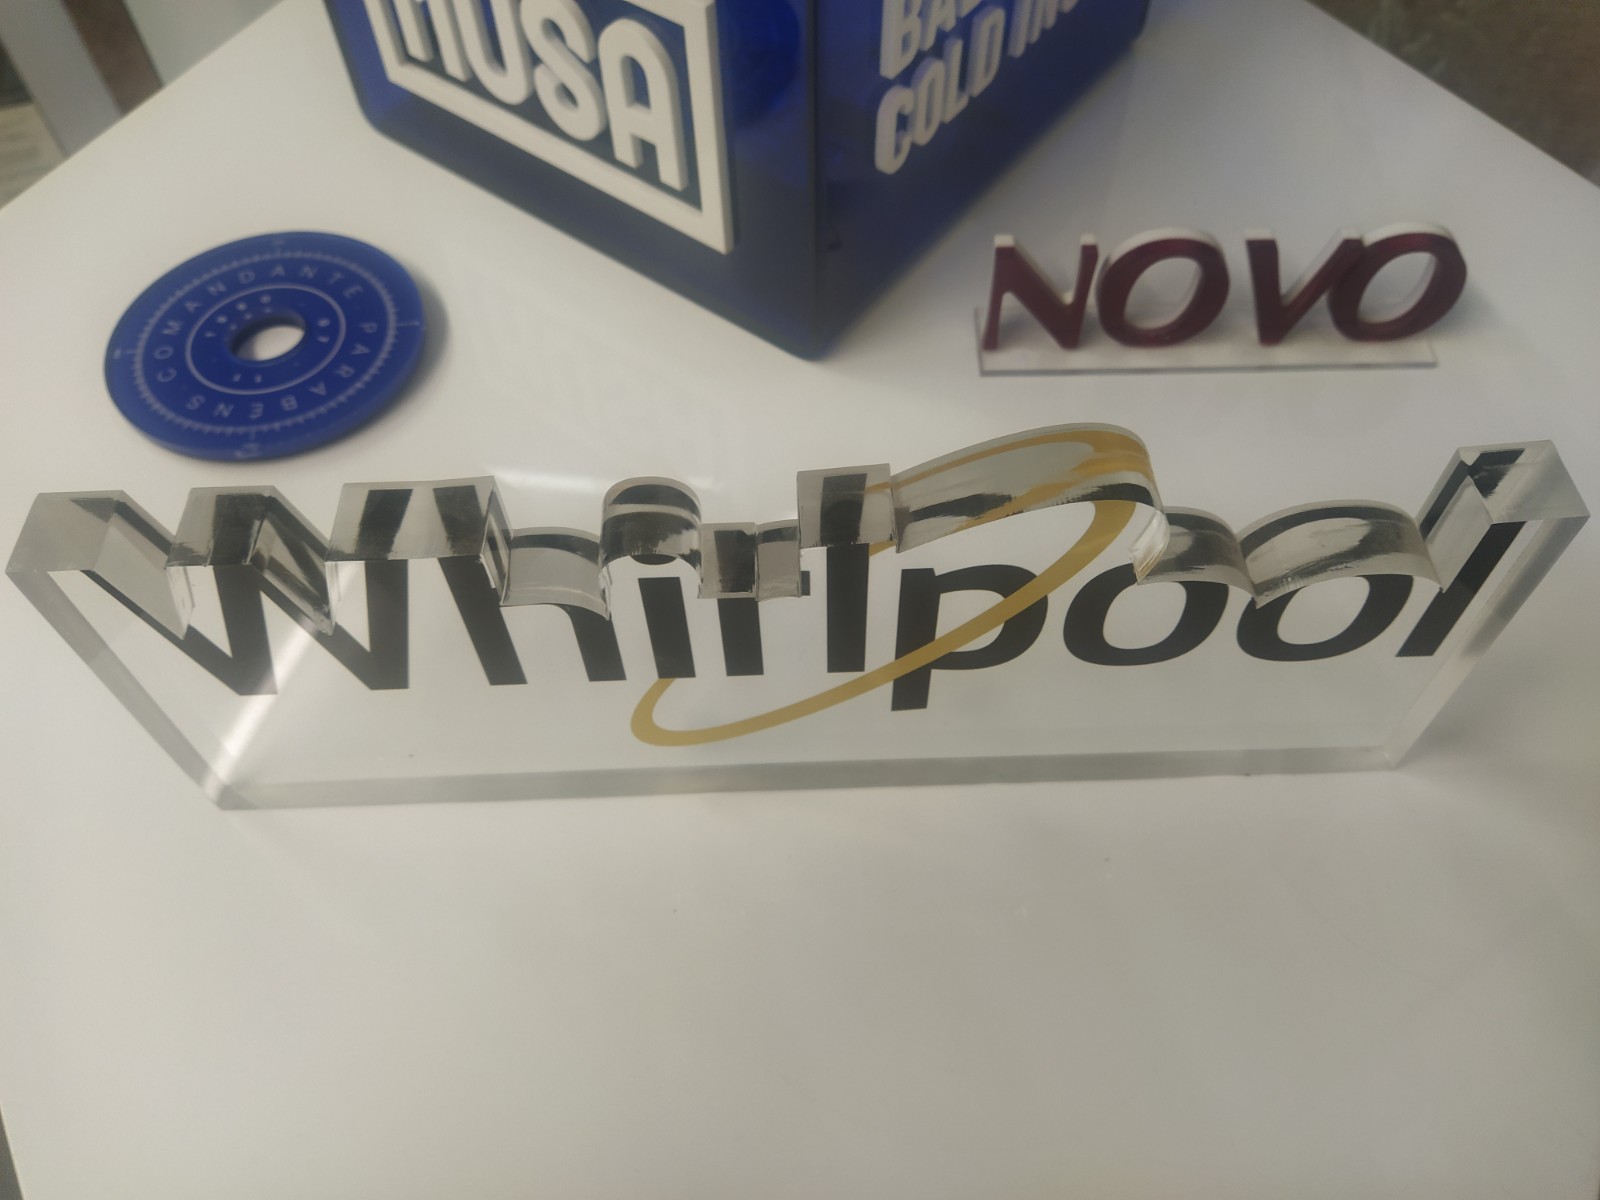 MUSA
COLD
COMANDANTE · PARABENS ·
NOVO
Whirlpool